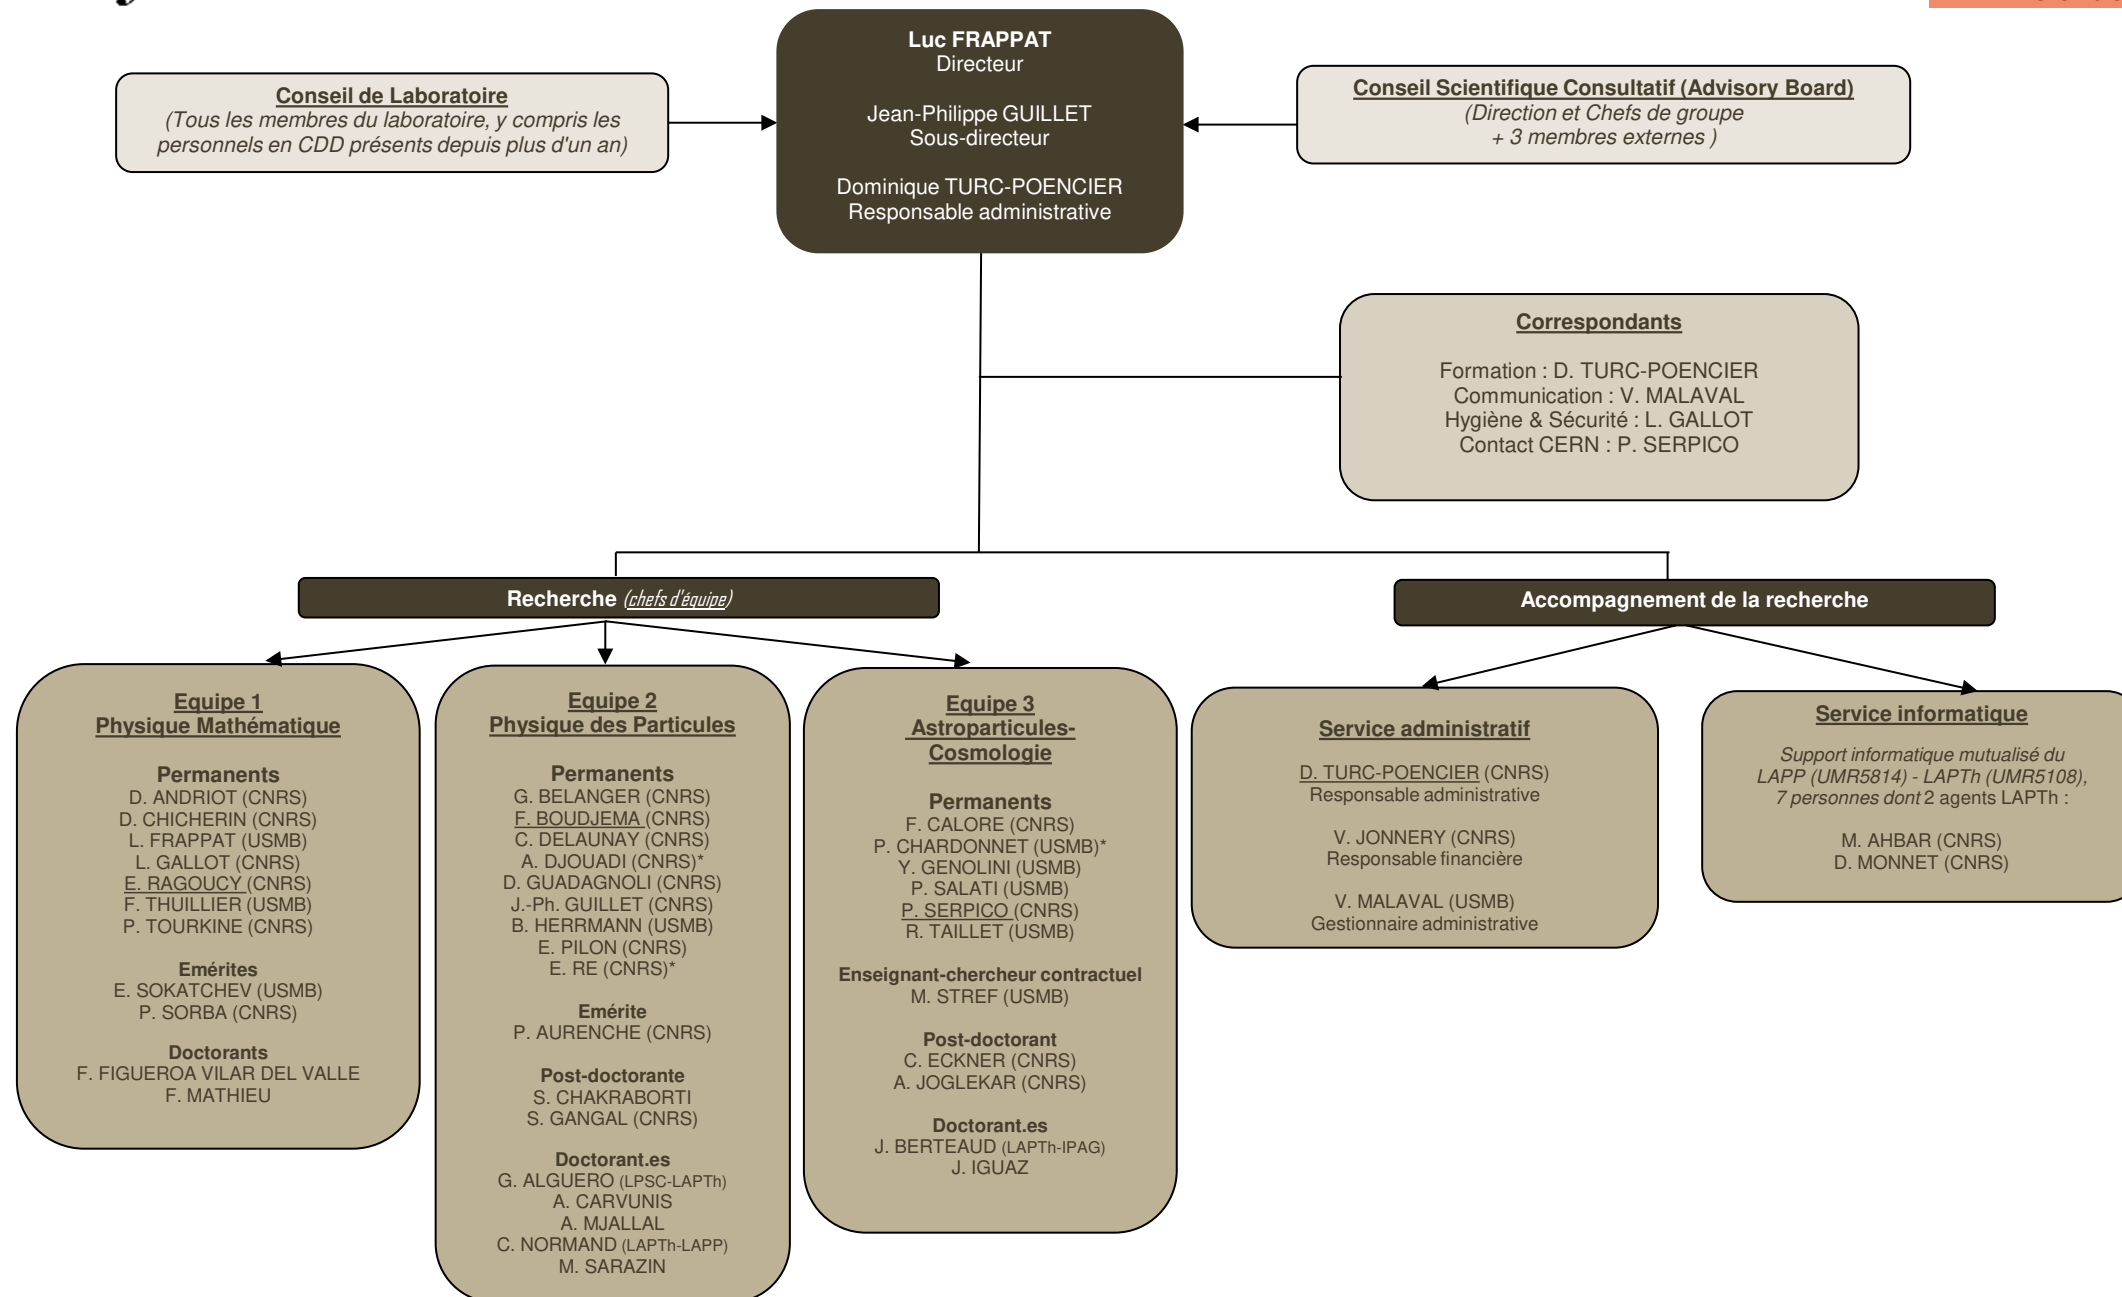 Luc FRAPPAT
Directeur
Jean-Philippe GUILLET
Sous-directeur
Dominique TURC-POENCIER
Responsable administrative
Conseil de Laboratoire
(Tous les membres du laboratoire, y compris les
personnels en CDD présents depuis plus d'un an)
Conseil Scientifique Consultatif (Advisory Board)
(Direction et Chefs de groupe
+ 3 membres externes )
Correspondants
Formation : D. TURC-POENCIER
Communication : V. MALAVAL
Hygiène & Sécurité : L. GALLOT
Contact CERN : P. SERPICO
Recherche (chefs d'équipe)
Accompagnement de la recherche
Equipe 1
Physique Mathématique
Permanents
D. ANDRIOT (CNRS)
D. CHICHERIN (CNRS)
L. FRAPPAT (USMB)
L. GALLOT (CNRS)
E. RAGOUCY (CNRS)
F. THUILLIER (USMB)
P. TOURKINE (CNRS)
Emérites
E. SOKATCHEV (USMB)
P. SORBA (CNRS)
Doctorants
F. FIGUEROA VILAR DEL VALLE
F. MATHIEU
Equipe 2
Physique des Particules
Permanents
G. BELANGER (CNRS)
F. BOUDJEMA (CNRS)
C. DELAUNAY (CNRS)
A. DJOUADI (CNRS)*
D. GUADAGNOLI (CNRS)
J.-Ph. GUILLET (CNRS)
B. HERRMANN (USMB)
E. PILON (CNRS)
E. RE (CNRS)*
Emérite
P. AURENCHE (CNRS)
Post-doctorante
S. CHAKRABORTI
S. GANGAL (CNRS)
Doctorant.es
G. ALGUERO (LPSC-LAPTh)
A. CARVUNIS
A. MJALLAL
C. NORMAND (LAPTh-LAPP)
M. SARAZIN
Equipe 3
Astroparticules-
Cosmologie
Permanents
F. CALORE (CNRS)
P. CHARDONNET (USMB)*
Y. GENOLINI (USMB)
P. SALATI (USMB)
P. SERPICO (CNRS)
R. TAILLET (USMB)
Enseignant-chercheur contractuel
M. STREF (USMB)
Post-doctorant
C. ECKNER (CNRS)
A. JOGLEKAR (CNRS)
Doctorant.es
J. BERTEAUD (LAPTh-IPAG)
J. IGUAZ
Service administratif
D. TURC-POENCIER (CNRS)
Responsable administrative
V. JONNERY (CNRS)
Responsable financière
V. MALAVAL (USMB)
Gestionnaire administrative
Service informatique
Support informatique mutualisé du
LAPP (UMR5814) - LAPTh (UMR5108),
7 personnes dont 2 agents LAPTh :
M. AHBAR (CNRS)
D. MONNET (CNRS)